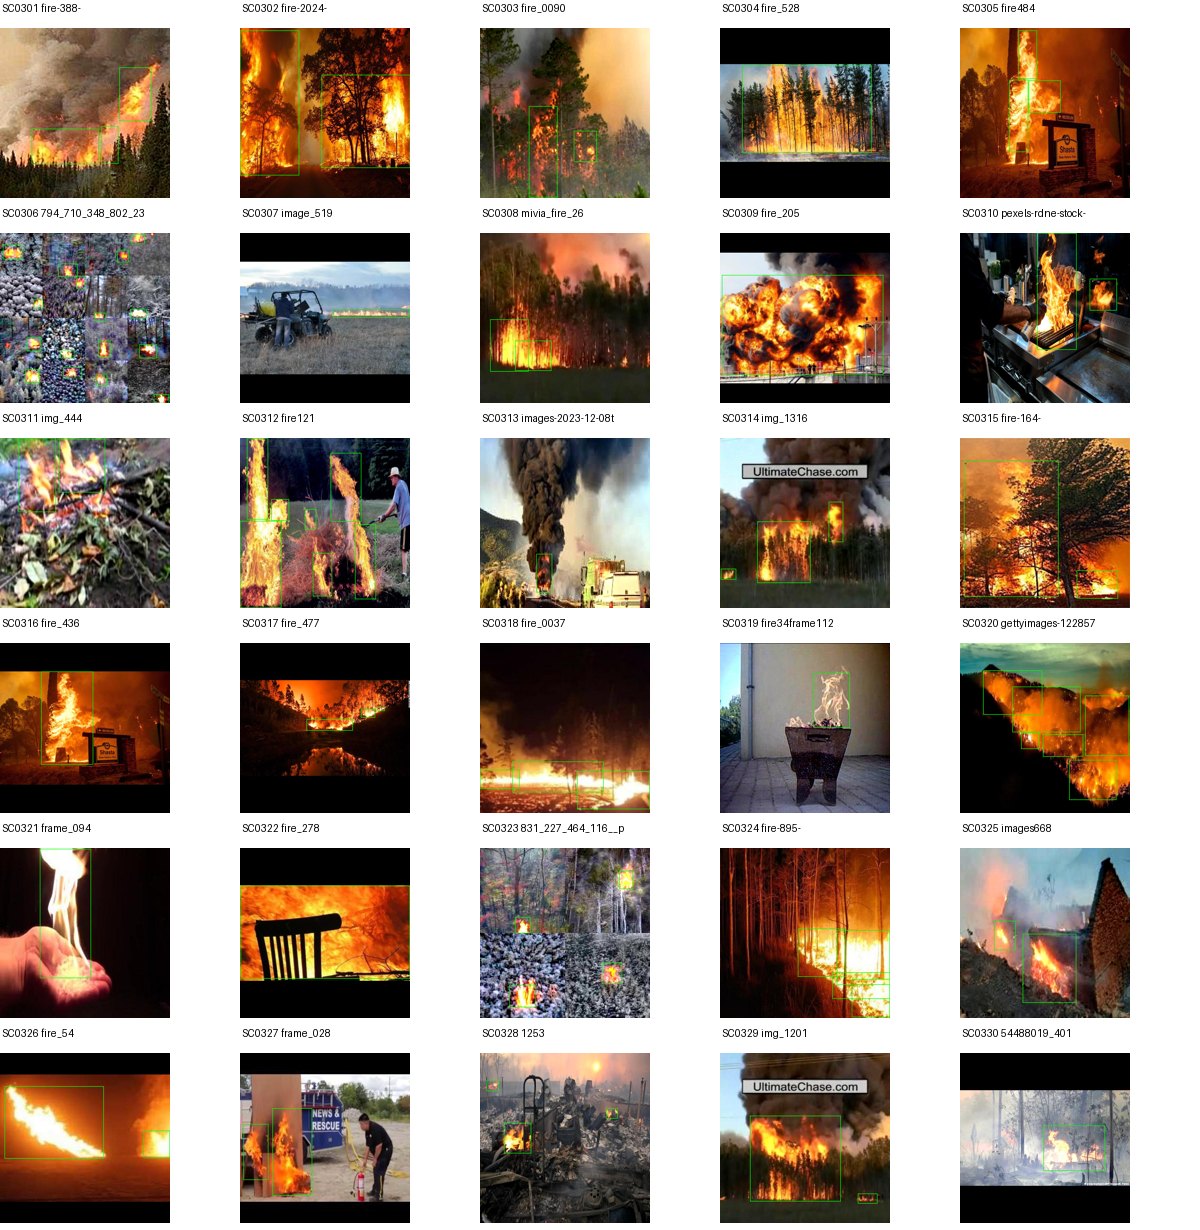 SC0301 fire-388-
SC0302 fire-2024-
SC0303 fire_0090
SC0304 fire_528
SC0305 fire484
Shasta
SC0306 794_710_348_802_23
SC0307 image_519
SC0308 mivia_fire_26
SC0309 fire_205
SC0310 pexels-rdne-stock-
SC0311 img_444
SC0312 fire121
SC0313 images-2023-12-08t
SC0314 img_1316
SC0315 fire-164-
UltimateChase.com
SC0316 fire_436
SC0317 fire_477
SC0318 fire_0037
SC0319 fire34frame112
SC0320 gettyimages-122857
Shasta
SC0321 frame_094
SC0322 fire_278
SC0323 831_227_464_116__p
SC0324 fire-895-
SC0325 images668
SC0326 fire_54
SC0327 frame_028
SC0328 1253
SC0329 img_1201
SC0330 54488019_401
UltimateChase.com
NEWS &
RESCUE